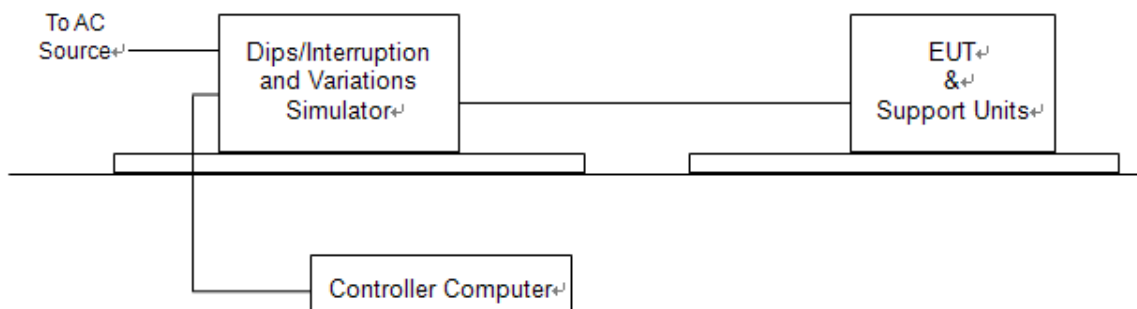 To AC
Source↵
Dips/Interruption
and Variations
Simulator↵
EUT↵
&↵
Support Units↵
Controller Computer↵